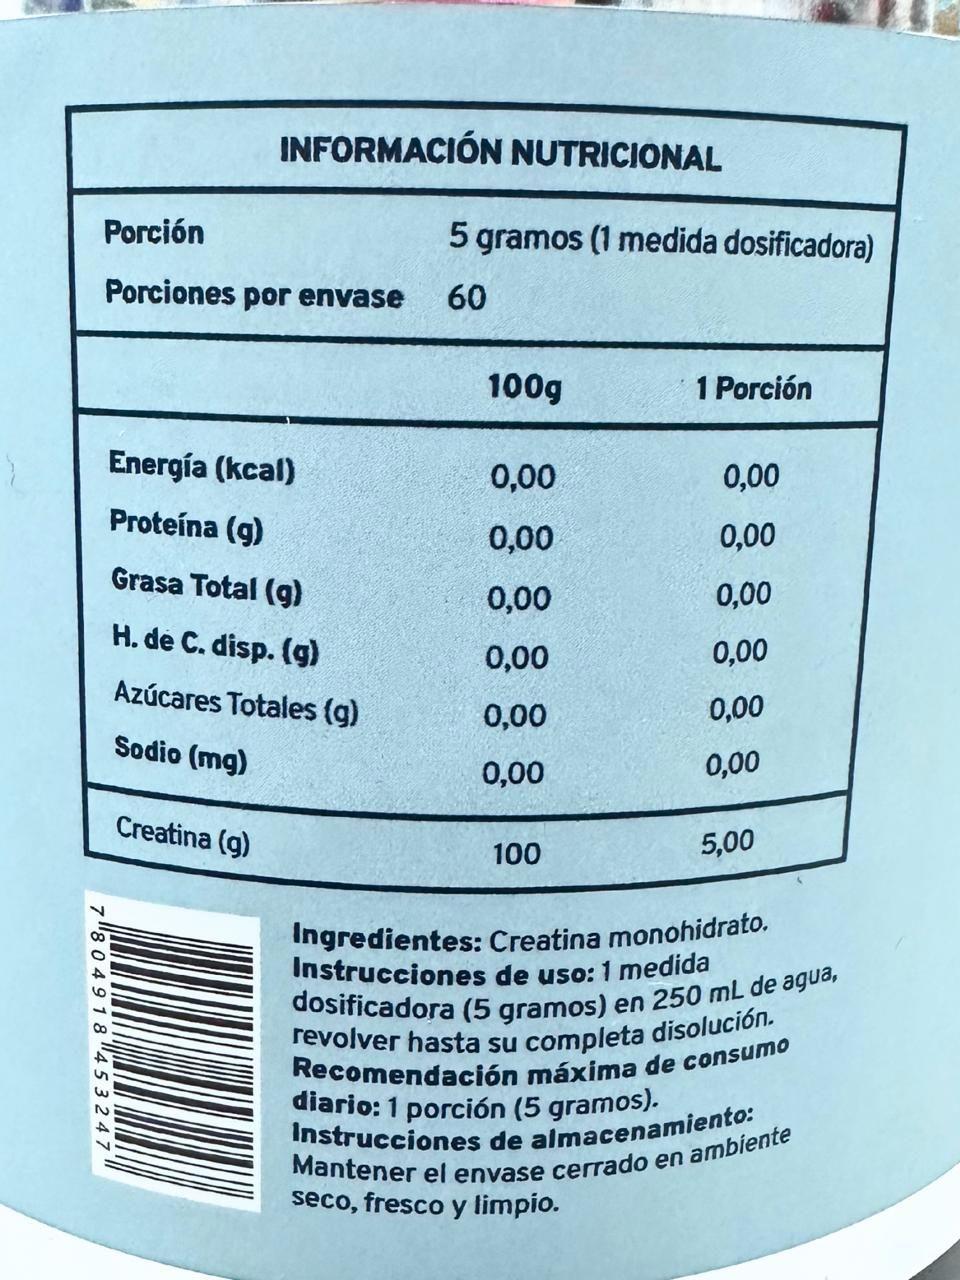 INFORMACIÓN NUTRICIONAL
Porción 5 gramos (1 medida dosificadora)
Porciones por envase 60
100g 1 Porción
Energía (kcal) 0,00 0,00
Proteína (g) 0,00 0,00
Grasa Total (g) 0,00 0,00
H. de C. disp. (g) 0,00 0,00
Azúcares Totales (g) 0,00 0,00
Sodio (mg) 0,00 0,00
Creatina (g) 100 5,00
7 804918 453247
Ingredientes: Creatina monohidrato.
Instrucciones de uso: 1 medida
dosificadora (5 gramos) en 250 mL de agua,
revolver hasta su completa disolución.
Recomendación máxima de consumo
diario: 1 porción (5 gramos).
Instrucciones de almacenamiento:
Mantener el envase cerrado en ambiente
seco, fresco y limpio.